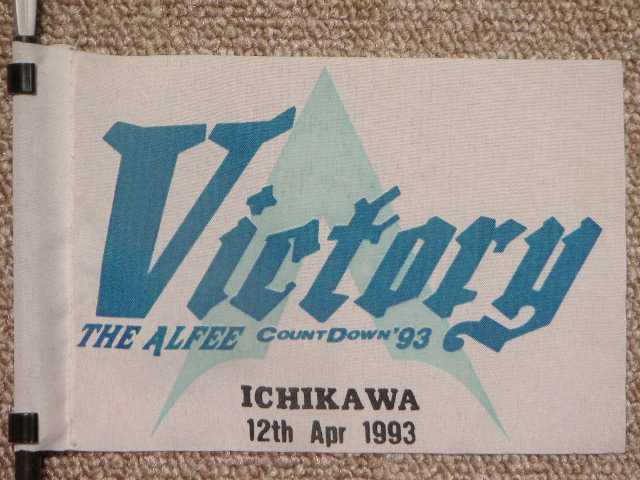 Victory
THE ALFEE COUNTDOWN'93
ICHIKAWA
12th Apr 1993